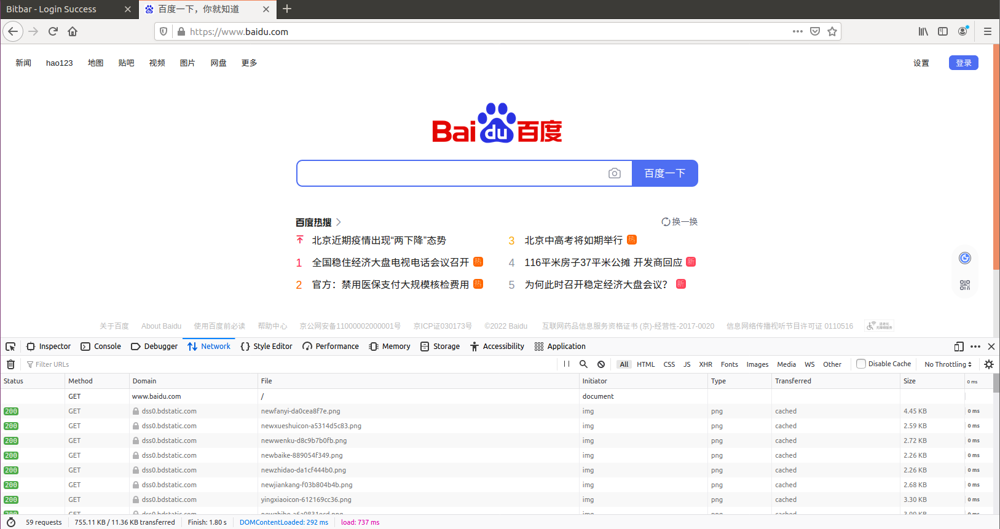 Bitbar - Login Success
百度一下，你就知道
https://www.baidu.com
新闻 hao123 地图 贴吧 视频 图片 网盘 更多
设置 登录
Bai du 百度
百度一下
百度热搜
换一换
北京近期疫情出现“两下降”态势
3 北京中高考将如期举行 热
1 全国稳住经济大盘电视电话会议召开 热
4 116平米房子37平米公摊 开发商回应 新
2 官方：禁用医保支付大规模核检费用 热
5 为何此时召开稳定经济大盘会议？ 新
关于百度 About Baidu 使用百度前必读 帮助中心 京公网安备11000002000001号 京ICP证030173号 ©2022 Baidu 互联网药品信息服务资格证书 (京)-经营性-2017-0020 信息网络传播视听节目许可证 0110516
Inspector Console Debugger Network Style Editor Performance Memory Storage Accessibility Application
Filter URLs
All HTML CSS JS XHR Fonts Images Media WS Other Disable Cache No Throttling
Status Method Domain File Initiator Type Transferred Size 0 ms
GET www.baidu.com / document
200 GET dss0.bdstatic.com newfanyi-da0cea8f7e.png img png cached 4.45 KB 0 ms
200 GET dss0.bdstatic.com newxueshuicon-a5314d5c83.png img png cached 2.59 KB 0 ms
200 GET dss0.bdstatic.com newwenku-d8c9b7b0fb.png img png cached 2.72 KB 0 ms
200 GET dss0.bdstatic.com newbaike-889054f349.png img png cached 2.26 KB 0 ms
200 GET dss0.bdstatic.com newzhidao-da1cf444b0.png img png cached 2.26 KB 0 ms
200 GET dss0.bdstatic.com newjiankang-f03b804b4b.png img png cached 2.68 KB 0 ms
200 GET dss0.bdstatic.com yingxiaoicon-612169cc36.png img png cached 3.30 KB 0 ms
200 GET dss0.bdstatic.com img png cached
59 requests 755.11 KB / 11.36 KB transferred Finish: 1.80 s DOMContentLoaded: 292 ms load: 737 ms